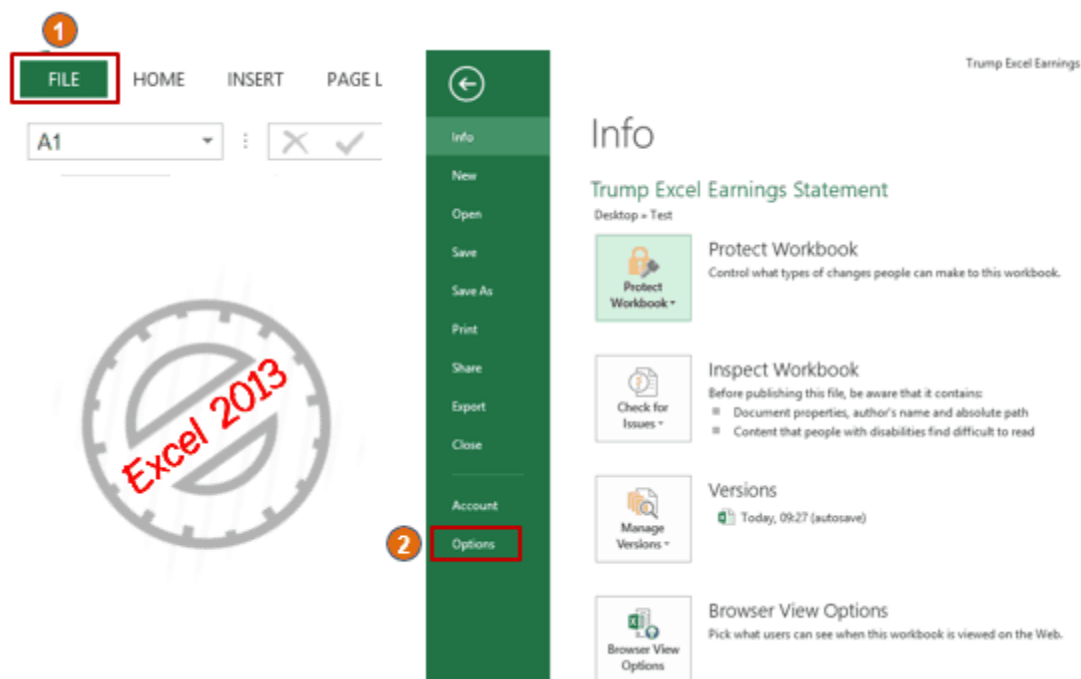 1
FILE HOME INSERT PAGE L
A1
Excel 2013
Info
New
Open
Save
Save As
Print
Share
Export
Close
Account
2
Options
Trump Excel Earnings
Info
Trump Excel Earnings Statement
Desktop » Test
Protect
Workbook
Protect Workbook
Control what types of changes people can make to this workbook.
Check for
Issues
Inspect Workbook
Before publishing this file, be aware that it contains:
Document properties, author's name and absolute path
Content that people with disabilities find difficult to read
Manage
Versions
Versions
Today, 09:27 (autosave)
Browser View
Options
Browser View Options
Pick what users can see when this workbook is viewed on the Web.